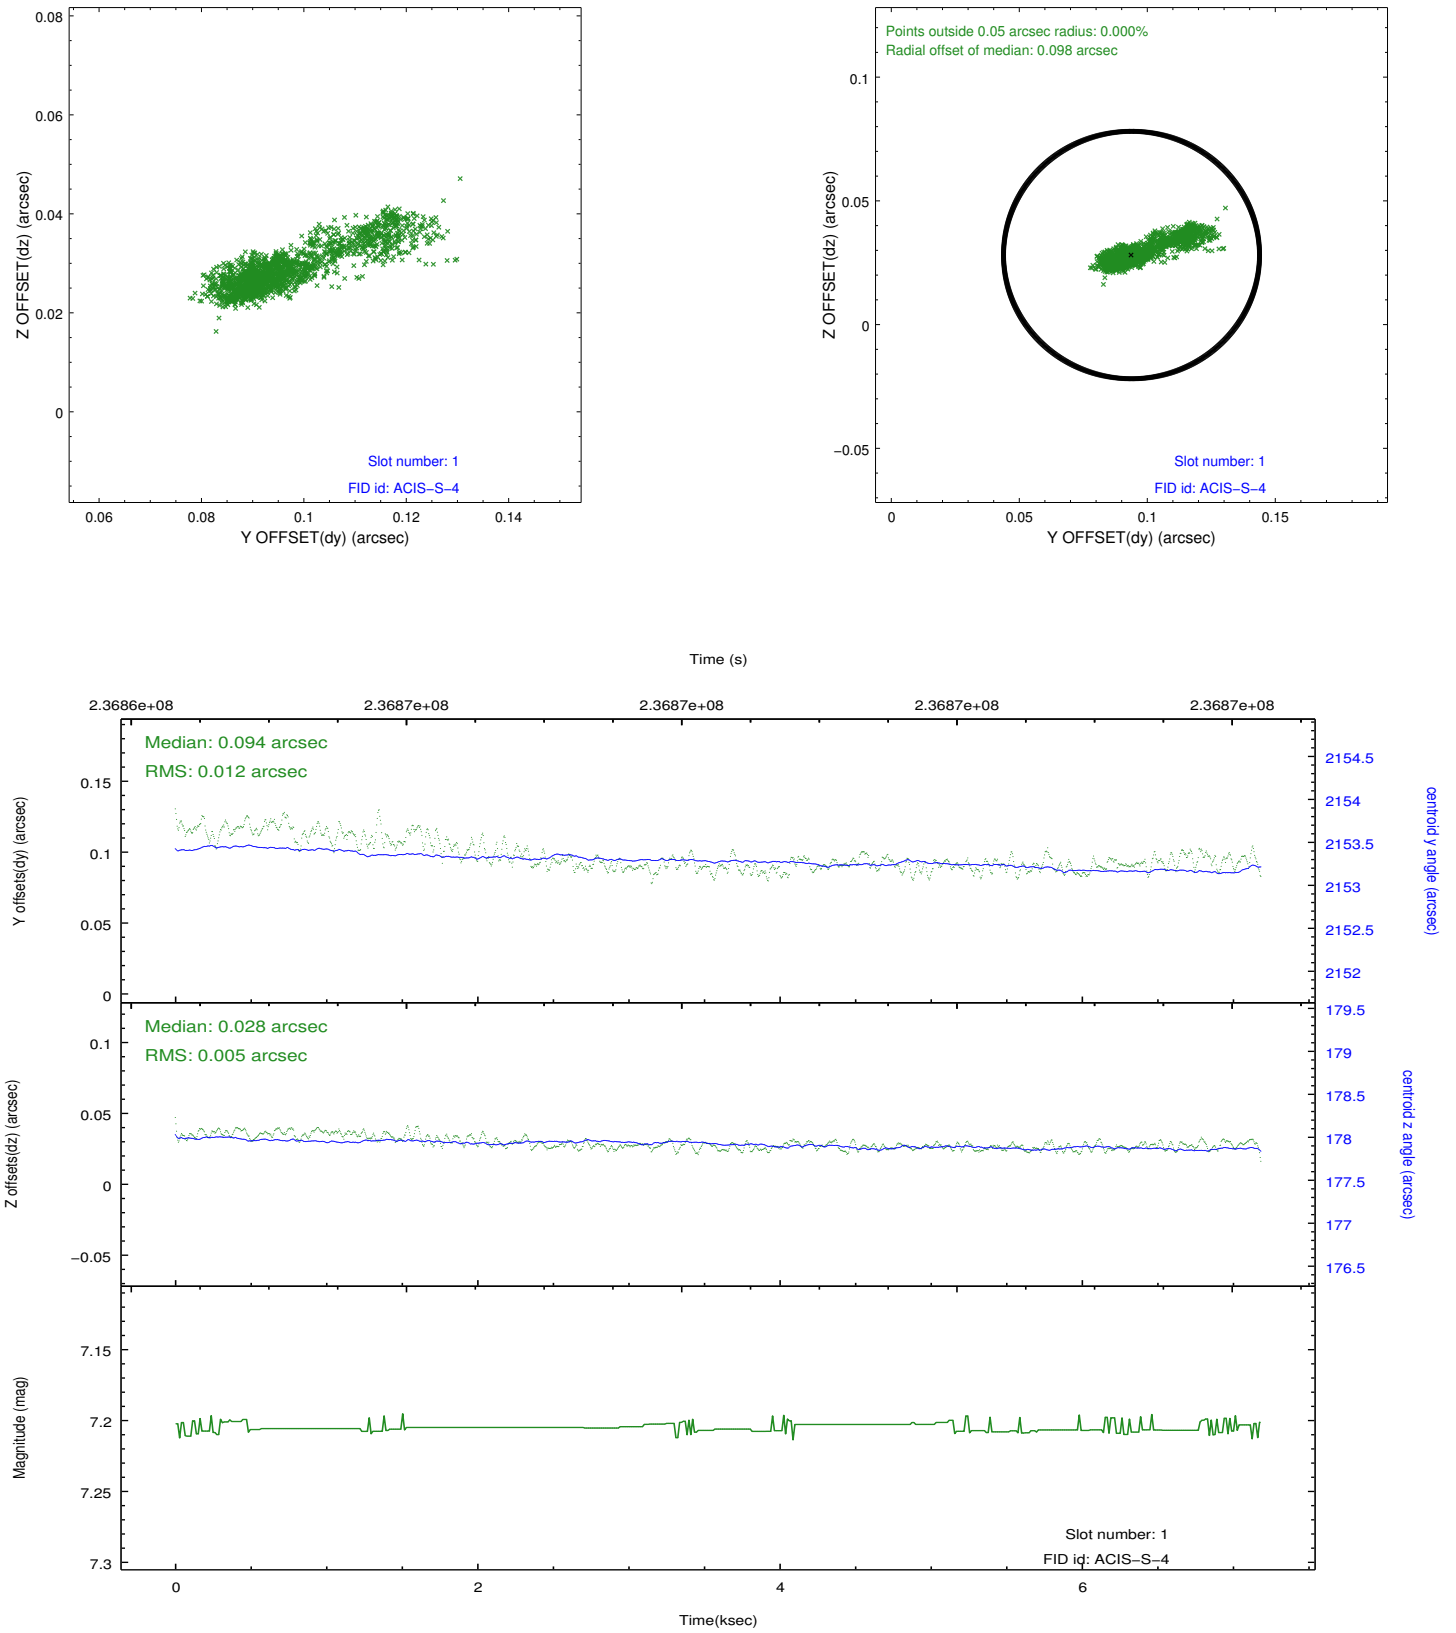 0.08
0.06
0.04
0.02
0
Z OFFSET(dz) (arcsec)
Slot number: 1
FID id: ACIS−S−4
0.06
0.08
0.1
0.12
0.14
Y OFFSET(dy) (arcsec)
Points outside 0.05 arcsec radius: 0.000%
Radial offset of median: 0.098 arcsec
0.1
0.05
0
−0.05
Z OFFSET(dz) (arcsec)
Slot number: 1
FID id: ACIS−S−4
0
0.05
0.1
0.15
Y OFFSET(dy) (arcsec)
Time (s)
2.3686e+08
2.3687e+08
2.3687e+08
2.3687e+08
2.3687e+08
Median: 0.094 arcsec
RMS: 0.012 arcsec
0.15
0.1
0.05
0
Y offsets(dy) (arcsec)
2154.5
2154
2153.5
2153
2152.5
2152
centroid y angle (arcsec)
Median: 0.028 arcsec
RMS: 0.005 arcsec
0.1
0.05
0
−0.05
Z offsets(dz) (arcsec)
179.5
179
178.5
178
177.5
177
176.5
centroid z angle (arcsec)
7.15
7.2
7.25
7.3
Magnitude (mag)
Slot number: 1
FID id: ACIS−S−4
0
2
4
6
Time(ksec)